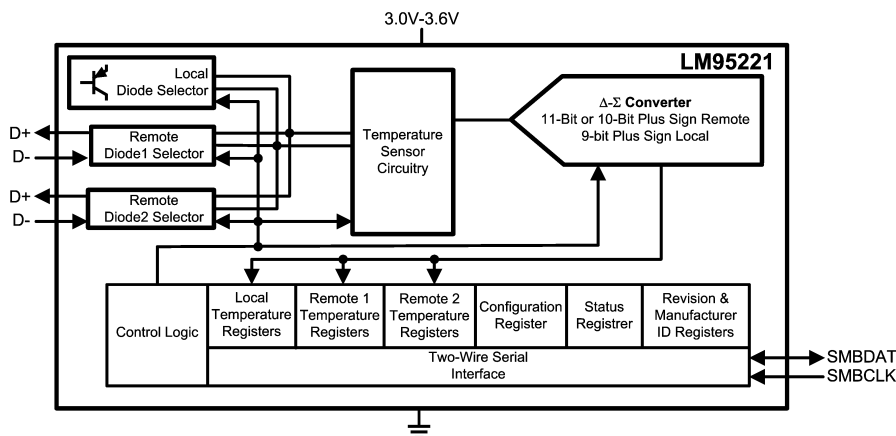 3.0V-3.6V
LM95221
Local
Diode Selector
D+
D-
Remote
Diode1 Selector
D+
D-
Remote
Diode2 Selector
Temperature
Sensor
Circuitry
Δ-Σ Converter
11-Bit or 10-Bit Plus Sign Remote
9-bit Plus Sign Local
Control Logic
Local
Temperature
Registers
Remote 1
Temperature
Registers
Remote 2
Temperature
Registers
Configuration
Register
Status
Registrer
Revision &
Manufacturer
ID Registers
Two-Wire Serial
Interface
SMBDAT
SMBCLK